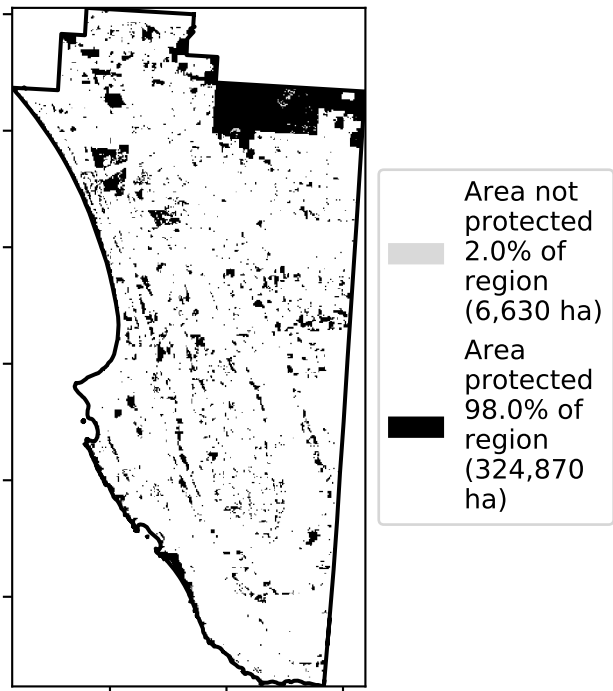 Area not
protected
2.0% of
region
(6,630 ha)
Area
protected
98.0% of
region
(324,870
ha)